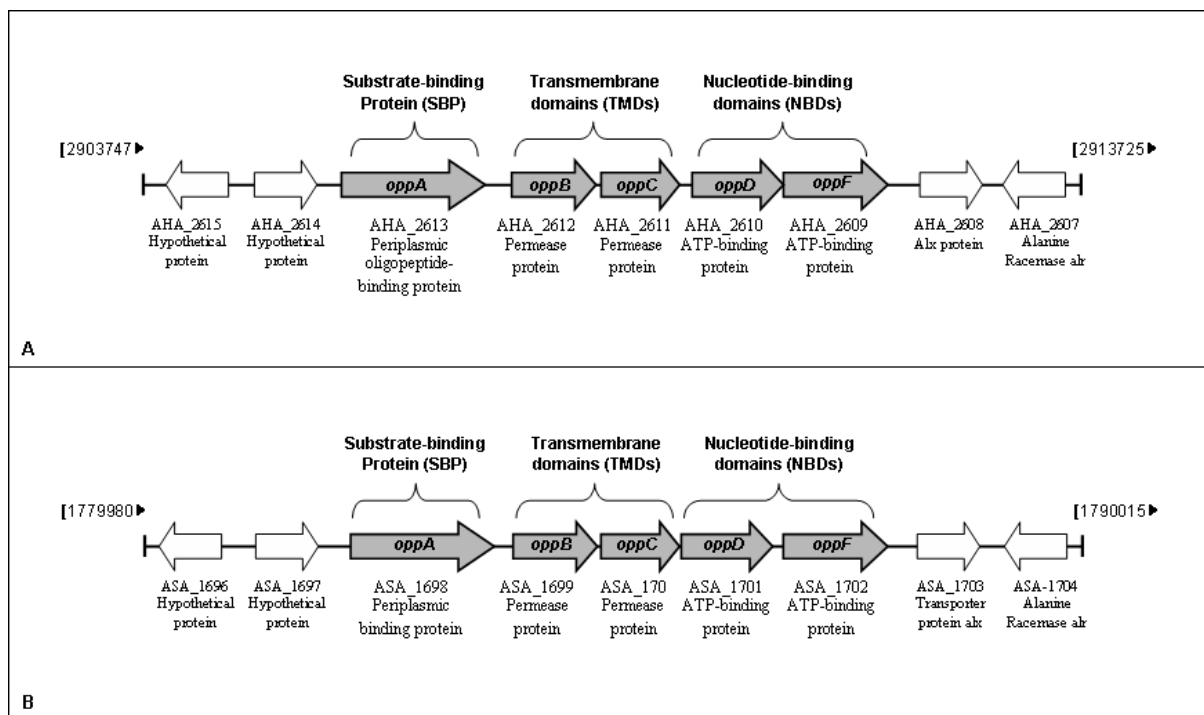 Substrate-binding
Protein (SBP)
Transmembrane
domains (TMDs)
Nucleotide-binding
domains (NBDs)
[2903747▶
[2913725▶
oppA
oppB
oppC
oppD
oppF
AHA_2615
Hypothetical
protein
AHA_2614
Hypothetical
protein
AHA_2613
Periplasmic
oligopeptide-
binding protein
AHA_2612
Permease
protein
AHA_2611
Permease
protein
AHA_2610
ATP-binding
protein
AHA_2609
ATP-binding
protein
AHA_2608
Alx protein
AHA_2607
Alanine
Racemase alr
A
Substrate-binding
Protein (SBP)
Transmembrane
domains (TMDs)
Nucleotide-binding
domains (NBDs)
[1779980▶
[1790015▶
oppA
oppB
oppC
oppD
oppF
ASA_1696
Hypothetical
protein
ASA_1697
Hypothetical
protein
ASA_1698
Periplasmic
binding protein
ASA_1699
Permease
protein
ASA_170
Permease
protein
ASA_1701
ATP-binding
protein
ASA_1702
ATP-binding
protein
ASA_1703
Transporter
protein alx
ASA-1704
Alanine
Racemase alr
B